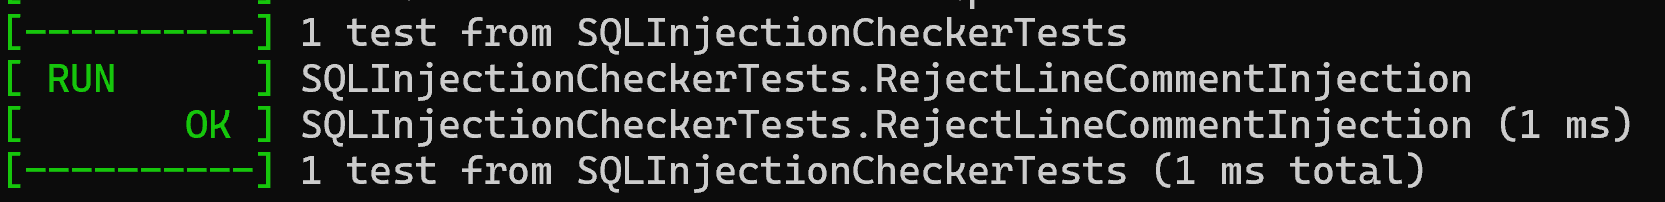 [----------] 1 test from SQLInjectionCheckerTests
[ RUN      ] SQLInjectionCheckerTests.RejectLineCommentInjection
[       OK ] SQLInjectionCheckerTests.RejectLineCommentInjection (1 ms)
[----------] 1 test from SQLInjectionCheckerTests (1 ms total)